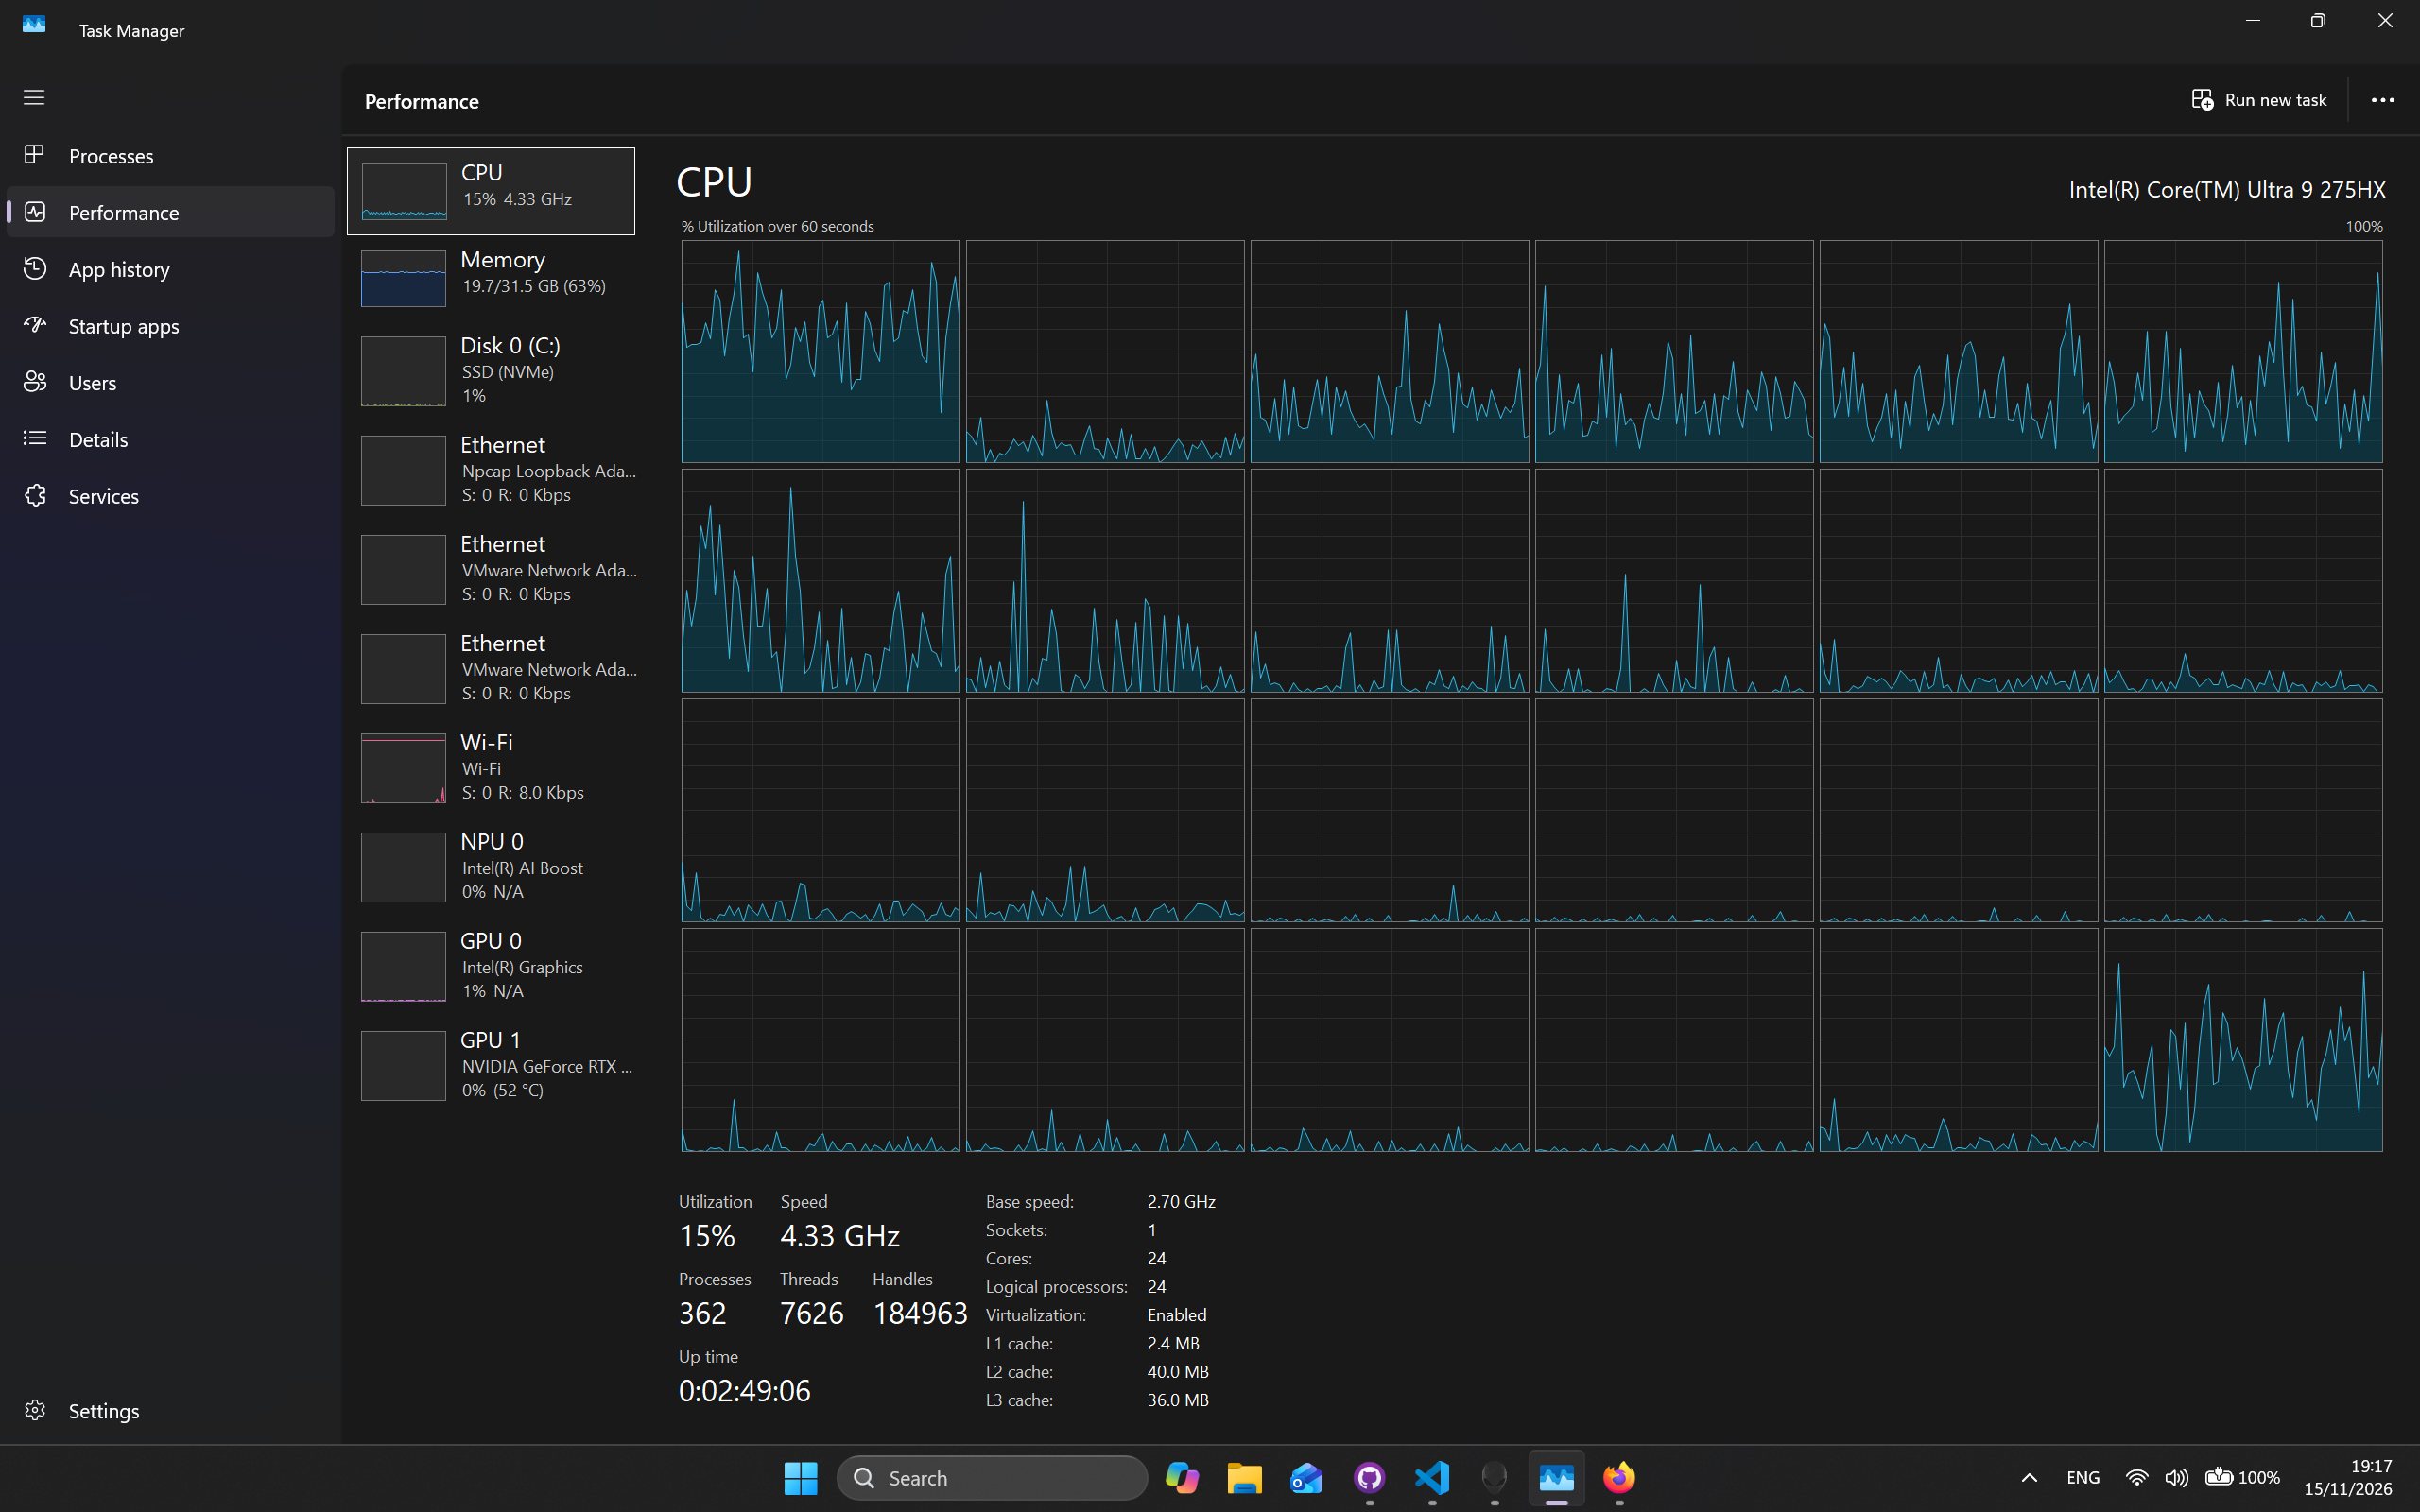 Task Manager
Performance
Run new task
Processes
Performance
App history
Startup apps
Users
Details
Services
Settings
CPU
15% 4.33 GHz
Memory
19.7/31.5 GB (63%)
Disk 0 (C:)
SSD (NVMe)
1%
Ethernet
Npcap Loopback Ada...
S: 0 R: 0 Kbps
Ethernet
VMware Network Ada...
S: 0 R: 0 Kbps
Ethernet
VMware Network Ada...
S: 0 R: 0 Kbps
Wi-Fi
Wi-Fi
S: 0 R: 8.0 Kbps
NPU 0
Intel(R) AI Boost
0% N/A
GPU 0
Intel(R) Graphics
1% N/A
GPU 1
NVIDIA GeForce RTX ...
0% (52 °C)
CPU
Intel(R) Core(TM) Ultra 9 275HX
% Utilization over 60 seconds
100%
Utilization Speed
15% 4.33 GHz
Processes Threads Handles
362 7626 184963
Up time
0:02:49:06
Base speed: 2.70 GHz
Sockets: 1
Cores: 24
Logical processors: 24
Virtualization: Enabled
L1 cache: 2.4 MB
L2 cache: 40.0 MB
L3 cache: 36.0 MB
Search
ENG
100%
19:17
15/11/2026